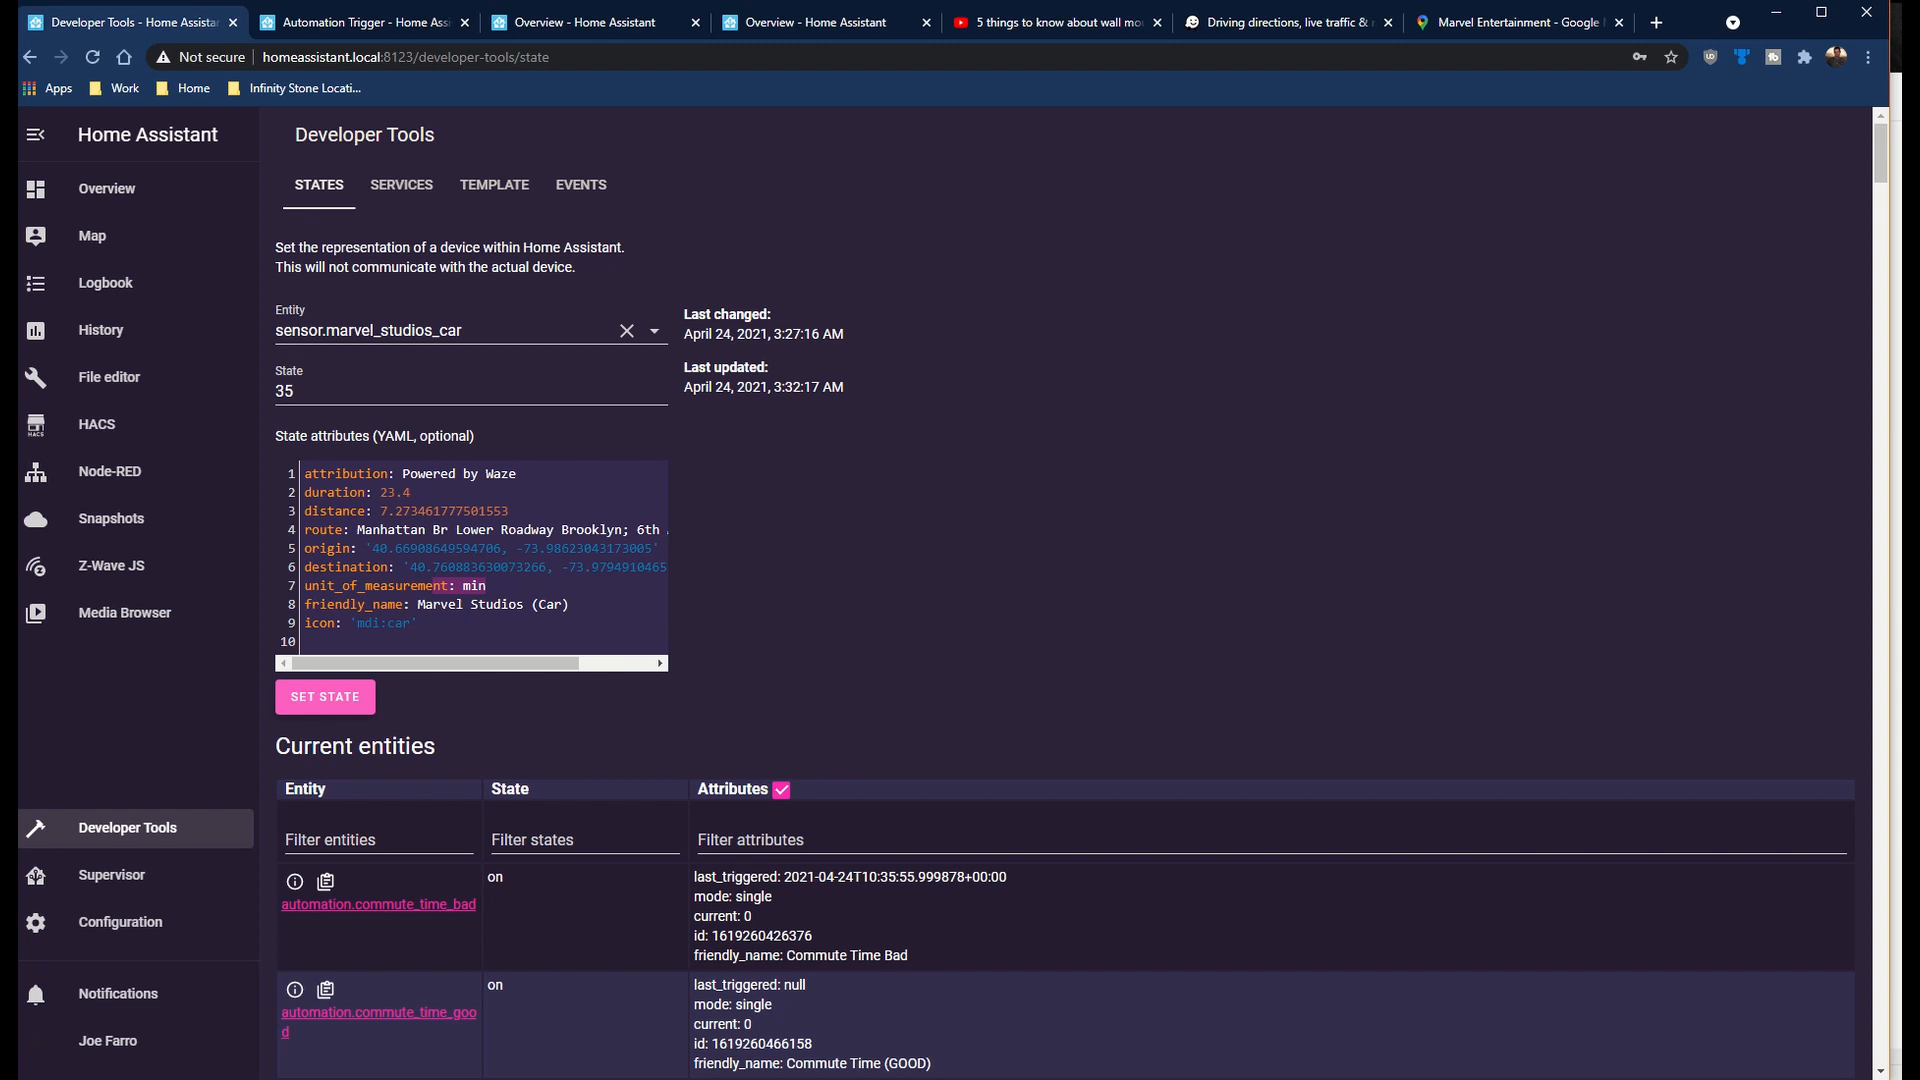 Developer Tools - Home Assistan
Automation Trigger - Home Assi
Overview - Home Assistant
Overview - Home Assistant
5 things to know about wall mo
Driving directions, live traffic &
Marvel Entertainment - Google
Not secure
homeassistant.local:8123/developer-tools/state
Apps
Work
Home
Infinity Stone Locati...
Home Assistant
Overview
Map
Logbook
History
File editor
HACS
HACS
Node-RED
Snapshots
Z-Wave JS
Media Browser
Developer Tools
Supervisor
Configuration
Notifications
Joe Farro
Developer Tools
STATES
SERVICES
TEMPLATE
EVENTS
Set the representation of a device within Home Assistant.
This will not communicate with the actual device.
Entity
sensor.marvel_studios_car
State
35
Last changed:
April 24, 2021, 3:27:16 AM
Last updated:
April 24, 2021, 3:32:17 AM
State attributes (YAML, optional)
1 attribution: Powered by Waze
2 duration: 23.4
3 distance: 7.273461777501553
4 route: Manhattan Br Lower Roadway Brooklyn; 6th
5 origin: '40.66908649594706, -73.98623043173005'
6 destination: '40.760883630073266, -73.9794910465
7 unit_of_measurement: min
8 friendly_name: Marvel Studios (Car)
9 icon: 'mdi:car'
10
SET STATE
Current entities
Entity
State
Attributes
Filter entities
Filter states
Filter attributes
automation.commute_time_bad
on
last_triggered: 2021-04-24T10:35:55.999878+00:00
mode: single
current: 0
id: 1619260426376
friendly_name: Commute Time Bad
automation.commute_time_goo
d
on
last_triggered: null
mode: single
current: 0
id: 1619260466158
friendly_name: Commute Time (GOOD)